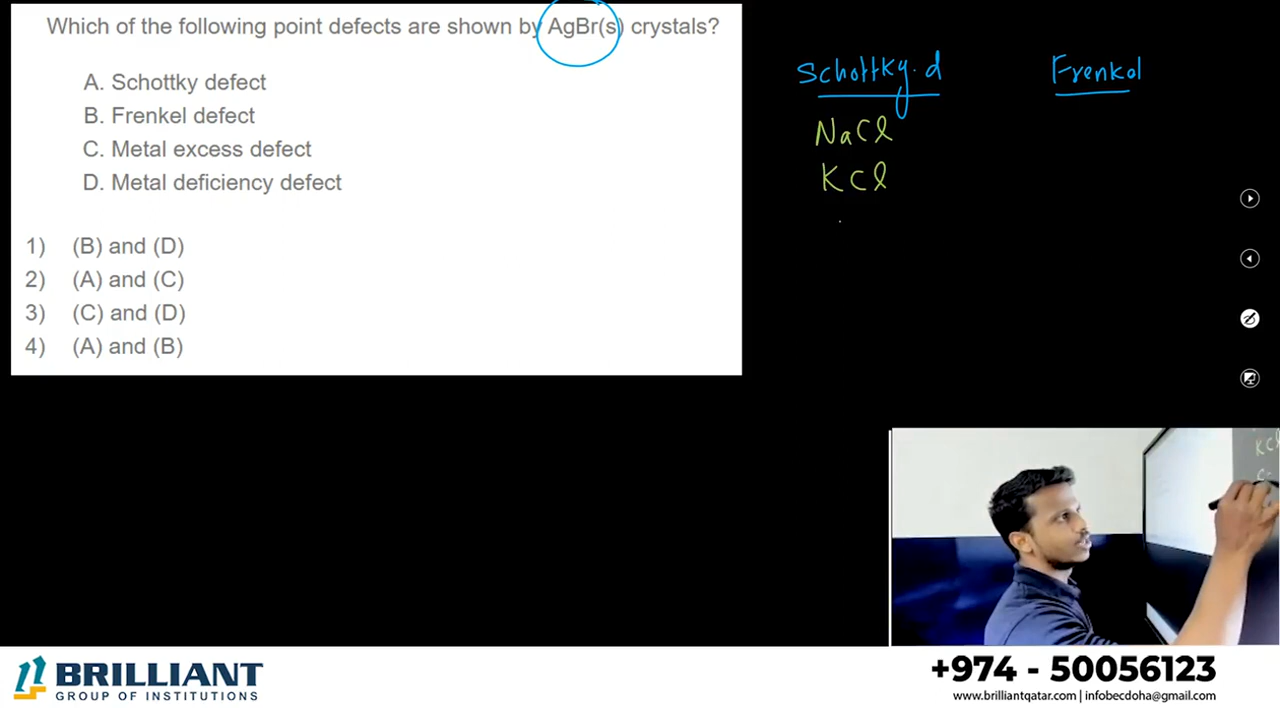 Which of the following point defects are shown by AgBr(s) crystals?
A. Schottky defect
B. Frenkel defect
C. Metal excess defect
D. Metal deficiency defect
1) (B) and (D)
2) (A) and (C)
3) (C) and (D)
4) (A) and (B)
Schottky.d
NaCl
KCl
Frenkol
KCl
BRILLIANT
GROUP OF INSTITUTIONS
+974 - 50056123
www.brilliantqatar.com | infobecdoha@gmail.com